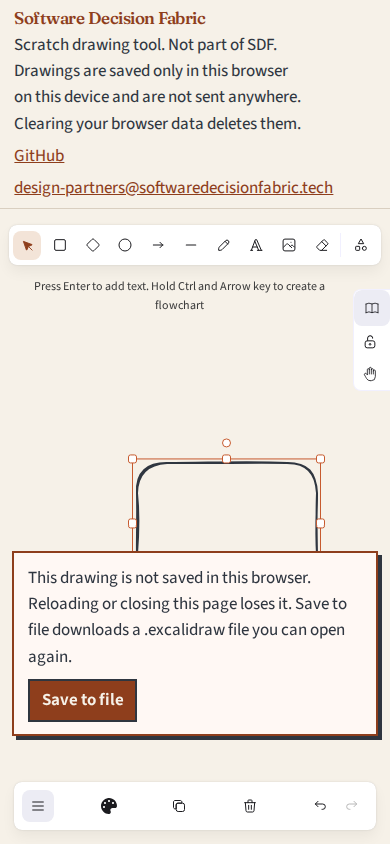 Software Decision Fabric
Scratch drawing tool. Not part of SDF.
Drawings are saved only in this browser
on this device and are not sent anywhere.
Clearing your browser data deletes them.
GitHub
design-partners@softwaredecisionfabric.tech
Press Enter to add text. Hold Ctrl and Arrow key to create a
flowchart
This drawing is not saved in this browser.
Reloading or closing this page loses it. Save to
file downloads a .excalidraw file you can open
again.
Save to file